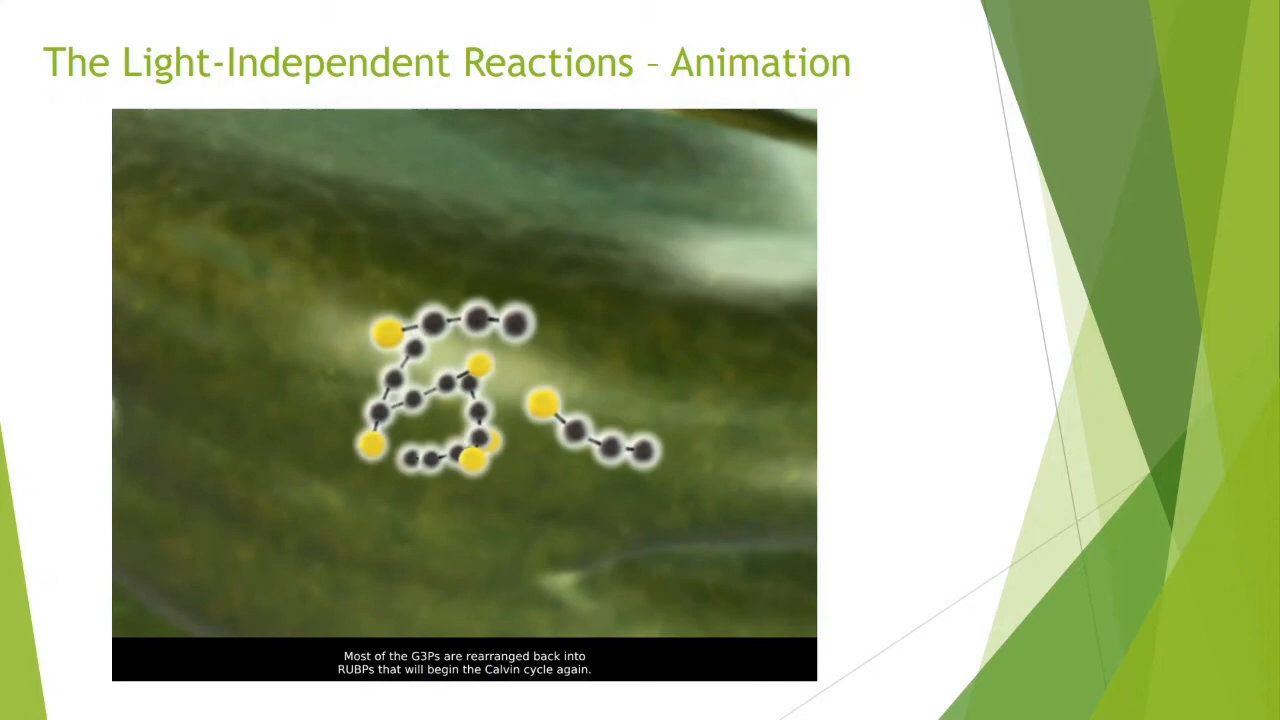 The Light-Independent Reactions – Animation
Most of the G3Ps are rearranged back into
RUBPs that will begin the Calvin cycle again.